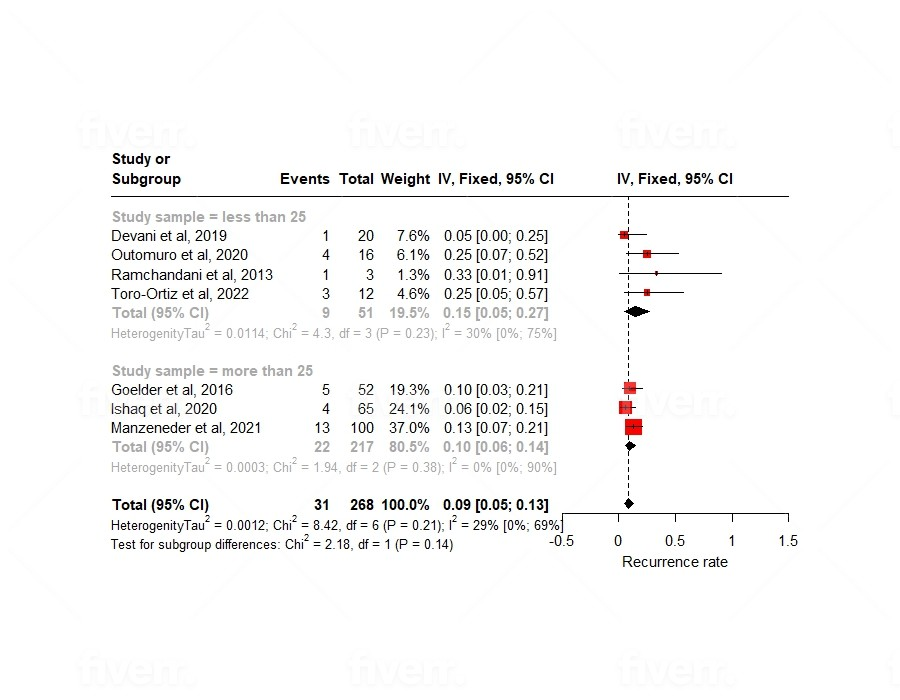 Study or
Subgroup Events Total Weight IV, Fixed, 95% CI IV, Fixed, 95% CI
Study sample = less than 25
Devani et al, 2019 1 20 7.6% 0.05 [0.00; 0.25]
Outomuro et al, 2020 4 16 6.1% 0.25 [0.07; 0.52]
Ramchandani et al, 2013 1 3 1.3% 0.33 [0.01; 0.91]
Toro-Ortiz et al, 2022 3 12 4.6% 0.25 [0.05; 0.57]
Total (95% CI) 9 51 19.5% 0.15 [0.05; 0.27]
HeterogenityTau² = 0.0114; Chi² = 4.3, df = 3 (P = 0.23); I² = 30% [0%; 75%]
Study sample = more than 25
Goelder et al, 2016 5 52 19.3% 0.10 [0.03; 0.21]
Ishaq et al, 2020 4 65 24.1% 0.06 [0.02; 0.15]
Manzeneder et al, 2021 13 100 37.0% 0.13 [0.07; 0.21]
Total (95% CI) 22 217 80.5% 0.10 [0.06; 0.14]
HeterogenityTau² = 0.0003; Chi² = 1.94, df = 2 (P = 0.38); I² = 0% [0%; 90%]
Total (95% CI) 31 268 100.0% 0.09 [0.05; 0.13]
HeterogenityTau² = 0.0012; Chi² = 8.42, df = 6 (P = 0.21); I² = 29% [0%; 69%]
Test for subgroup differences: Chi² = 2.18, df = 1 (P = 0.14)
-0.5 0 0.5 1 1.5
Recurrence rate
fiverr.
fiverr.
fiverr.
fiverr.
fiverr.
fiverr.
fiverr.
fiverr.